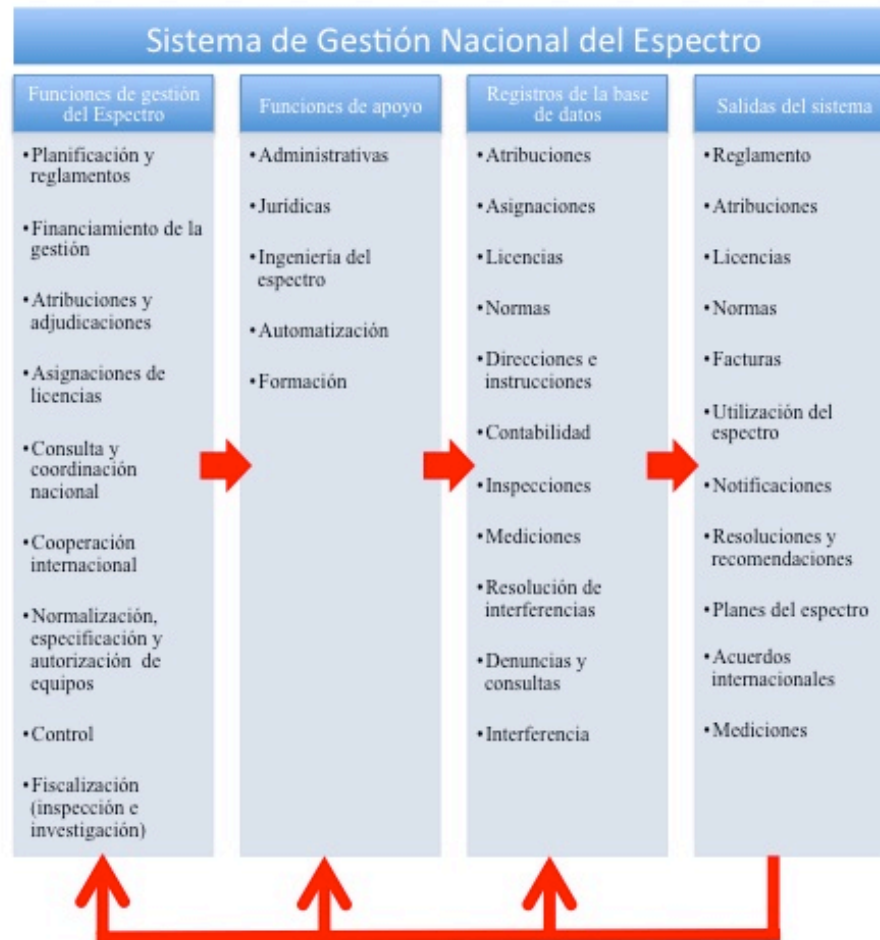 Sistema de Gestión Nacional del Espectro
Funciones de gestión
del Espectro
•Planificación y
reglamentos
•Financiamiento de la
gestión
•Atribuciones y
adjudicaciones
•Asignaciones de
licencias
•Consulta y
coordinación
nacional
•Cooperación
internacional
•Normalización,
especificación y
autorización de
equipos
•Control
•Fiscalización
(inspección e
investigación)
Funciones de apoyo
•Administrativas
•Jurídicas
•Ingeniería del
espectro
•Automatización
•Formación
Registros de la base
de datos
•Atribuciones
•Asignaciones
•Licencias
•Normas
•Direcciones e
instrucciones
•Contabilidad
•Inspecciones
•Mediciones
•Resolución de
interferencias
•Denuncias y
consultas
•Interferencia
Salidas del sistema
•Reglamento
•Atribuciones
•Licencias
•Normas
•Facturas
•Utilización del
espectro
•Notificaciones
•Resoluciones y
recomendaciones
•Planes del espectro
•Acuerdos
internacionales
•Mediciones